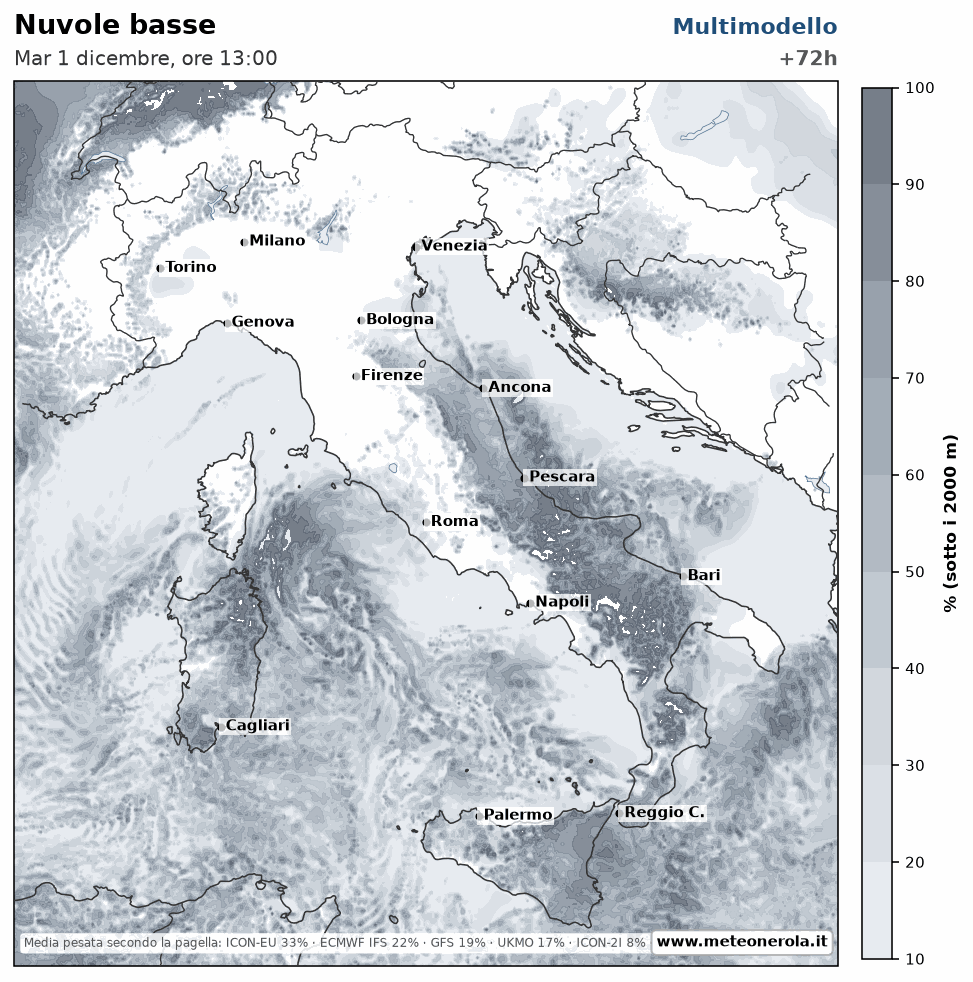 Nuvole basse
Multimodello
Mar 1 dicembre, ore 13:00
+72h
Milano
Venezia
Torino
Genova
Bologna
Firenze
Ancona
Pescara
Roma
Bari
Napoli
Cagliari
Palermo
Reggio C.
100
90
80
70
60
50
40
30
20
10
% (sotto i 2000 m)
Media pesata secondo la pagella: ICON-EU 33% · ECMWF IFS 22% · GFS 19% · UKMO 17% · ICON-2I 8%
www.meteonerola.it